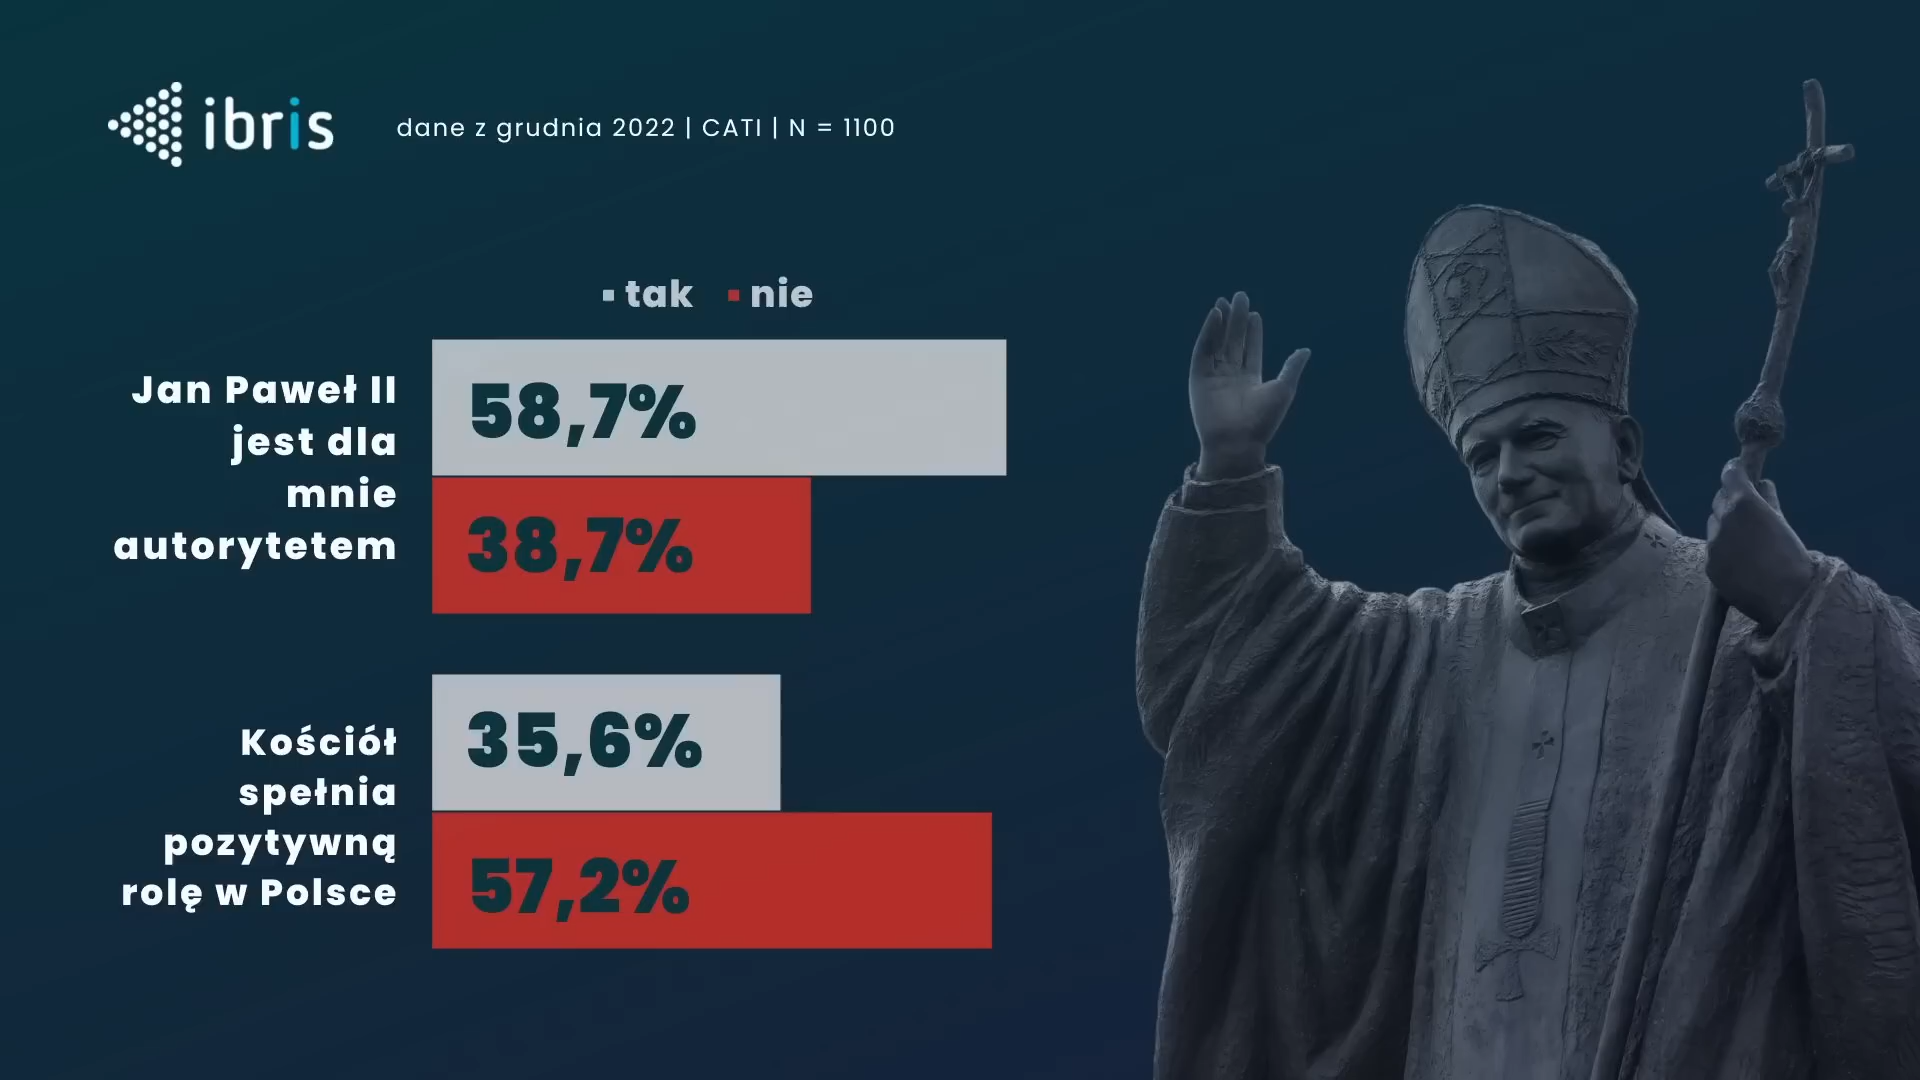 ibris
dane z grudnia 2022 | CATI | N = 1100
tak nie
Jan Paweł II
jest dla
mnie
autorytetem
58,7%
38,7%
Kościół
spełnia
pozytywną
rolę w Polsce
35,6%
57,2%